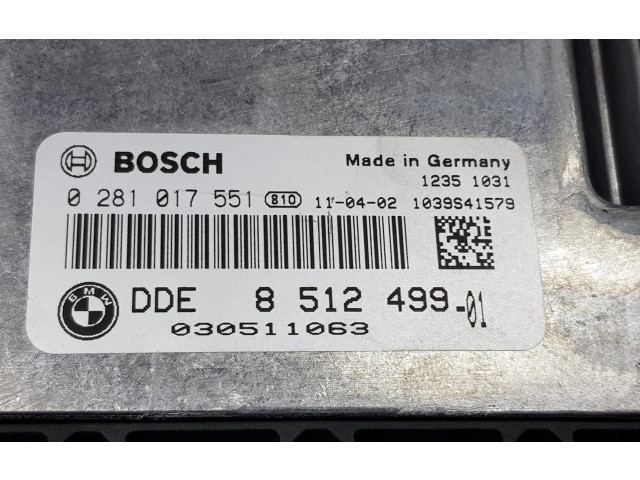 BOSCH Made in Germany
1235 1031
0 281 017 551 810 11-04-02 1039S41579
BMW DDE 8 512 499-01
030511063